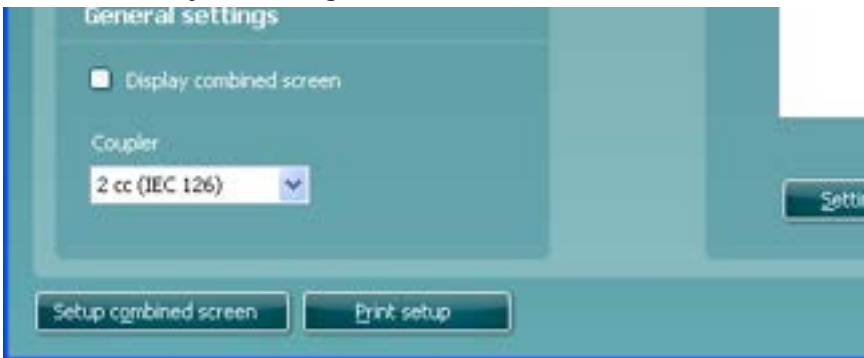 General settings
Display combined screen
Coupler
2 cc (IEC 126)
Setup combined screen
Print setup